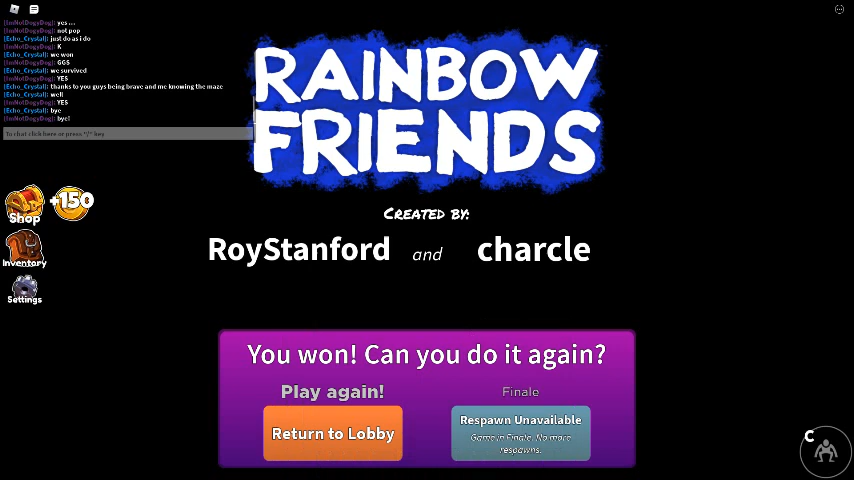 [ImNotDogyDog]: yes ...
[ImNotDogyDog]: not pop
[Echo_Crystal]: just do as i do
[ImNotDogyDog]: K
[Echo_Crystal]: we won
[ImNotDogyDog]: GGS
[Echo_Crystal]: we survived
[ImNotDogyDog]: YES
[Echo_Crystal]: thanks to you guys being brave and me knowing the maze
[Echo_Crystal]: well
[ImNotDogyDog]: YES
[Echo_Crystal]: bye
[ImNotDogyDog]: bye!
To chat click here or press "/" key
RAINBOW
FRIENDS
CREATED BY:
RoyStanford and charcle
+150
Shop
Inventory
Settings
You won! Can you do it again?
Play again!
Finale
Return to Lobby
Respawn Unavailable
Game in Finale. No more
respawns.
C